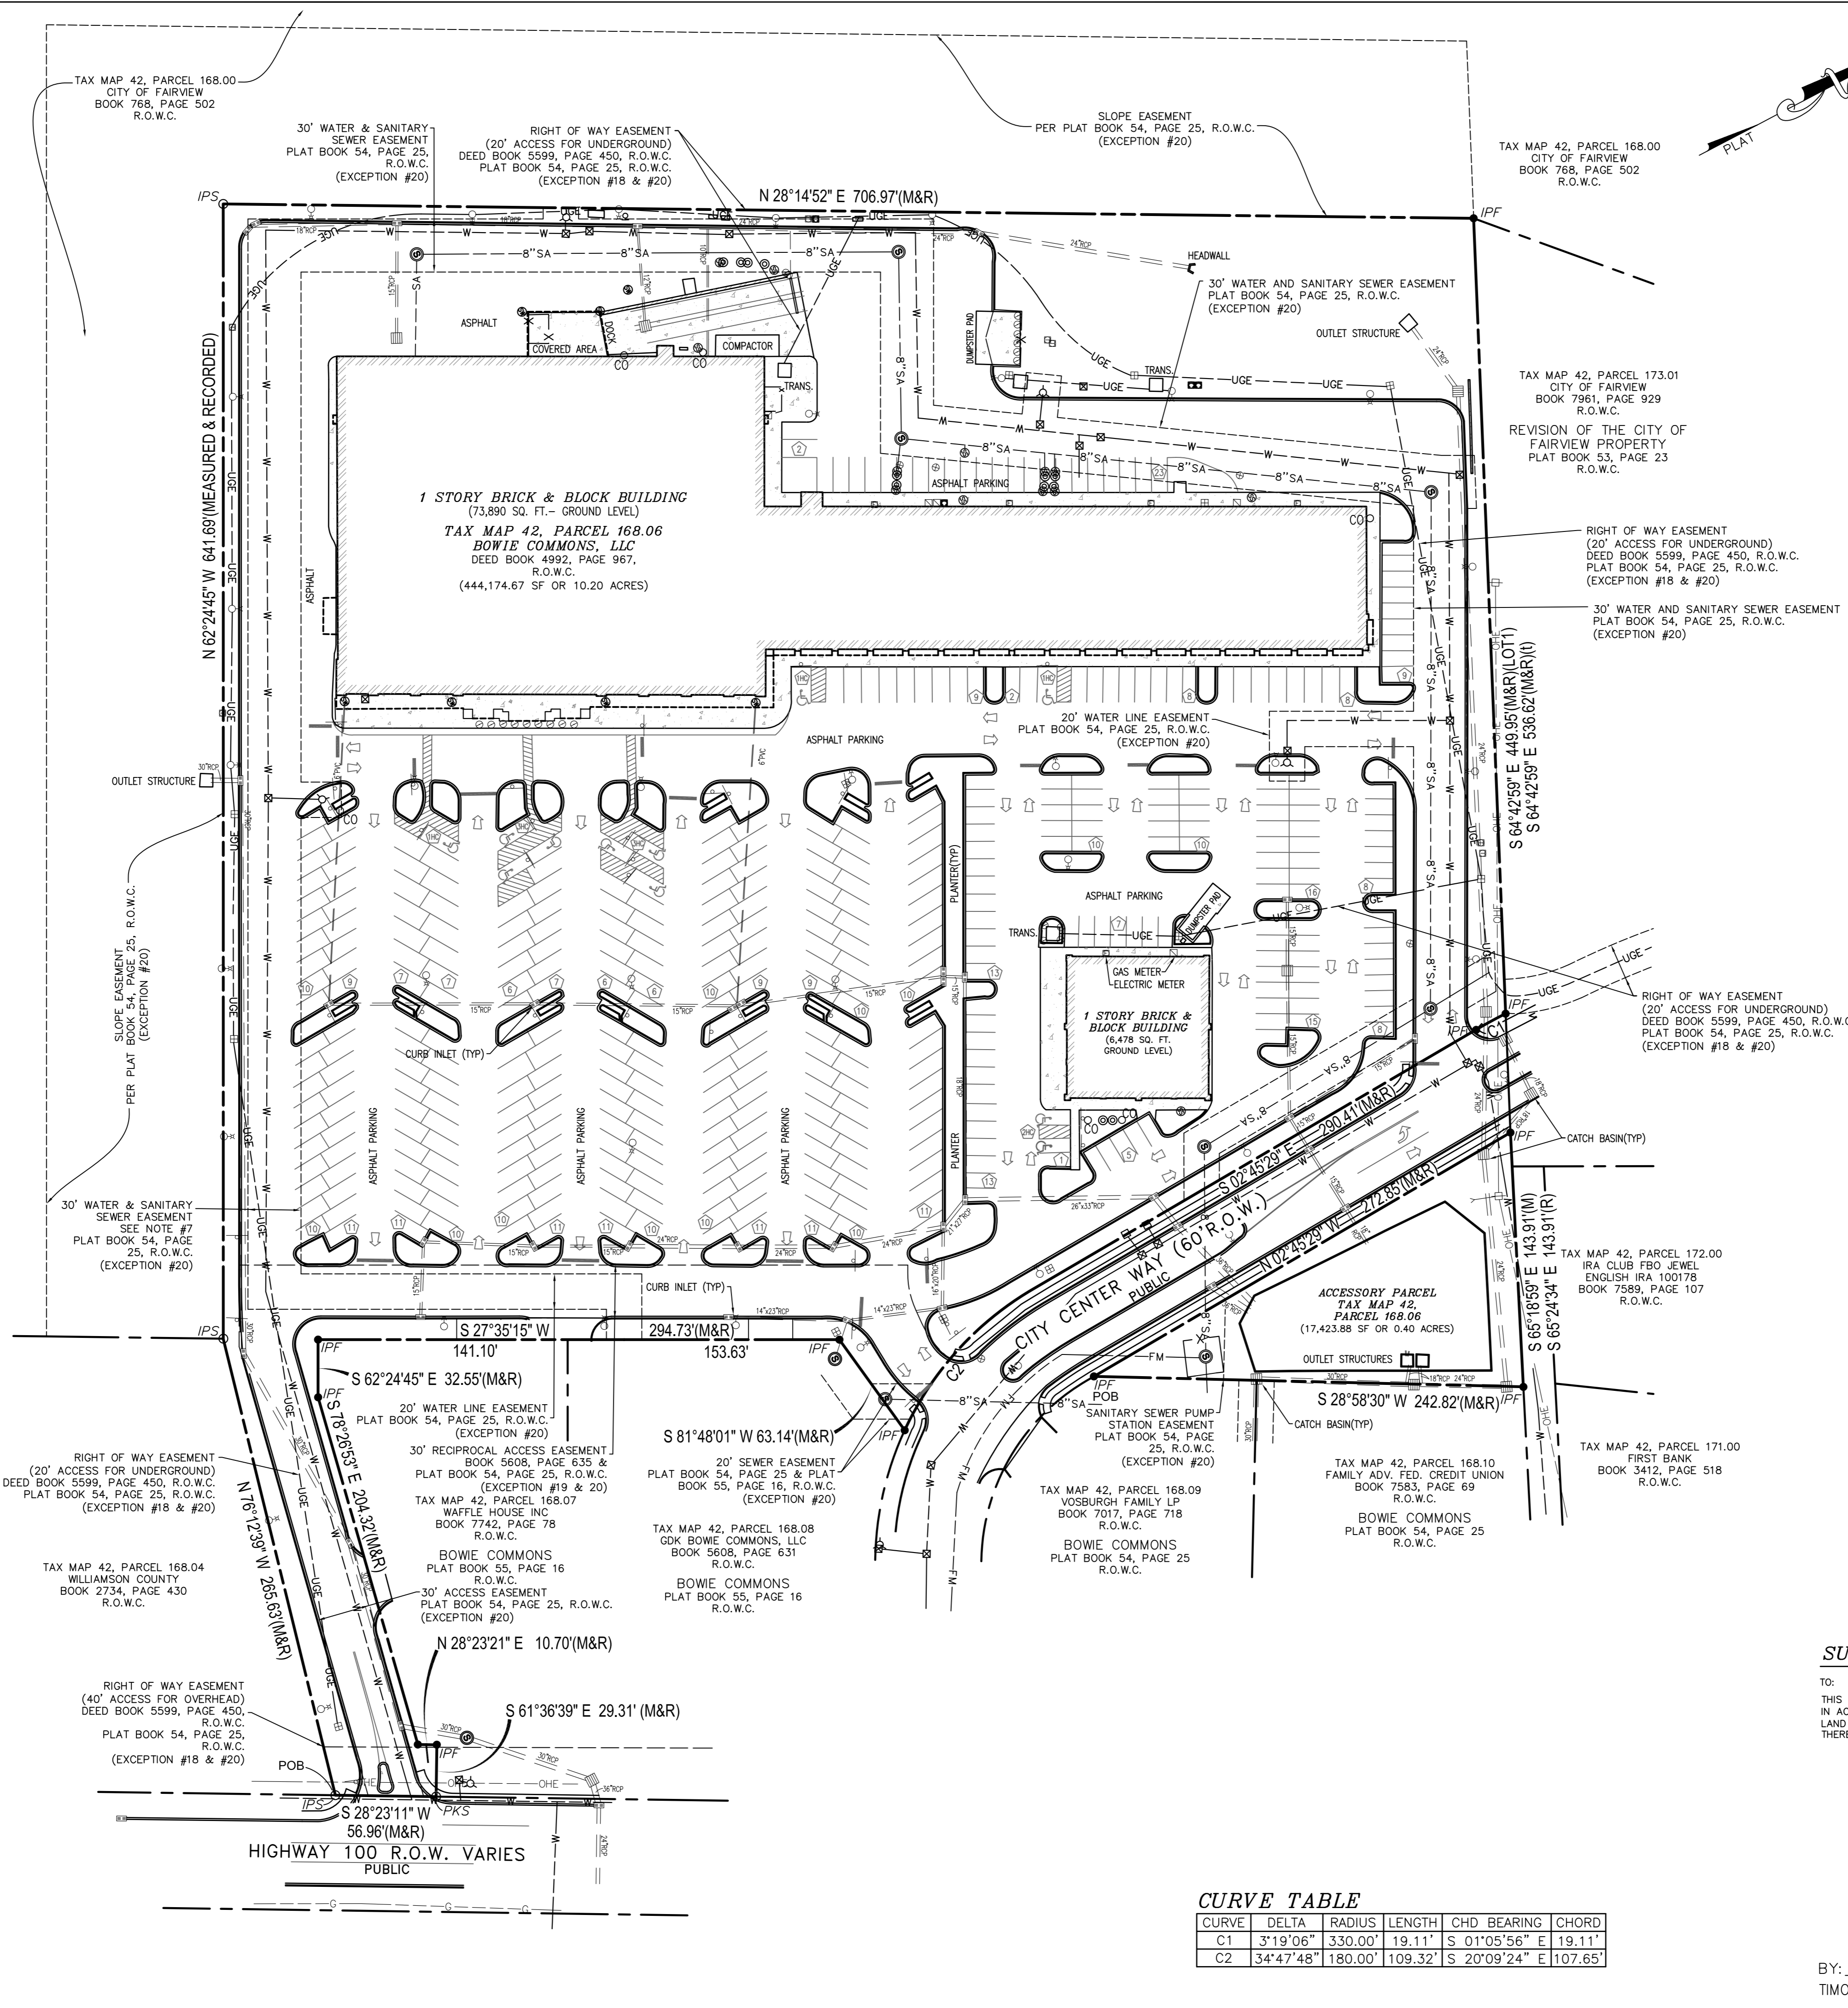 TAX MAP 42, PARCEL 168.00
CITY OF FAIRVIEW
BOOK 768, PAGE 502
R.O.W.C.
30' WATER & SANITARY
SEWER EASEMENT
PLAT BOOK 54, PAGE 25,
R.O.W.C.
(EXCEPTION #20)
RIGHT OF WAY EASEMENT
(20' ACCESS FOR UNDERGROUND)
DEED BOOK 5599, PAGE 450, R.O.W.C.
PLAT BOOK 54, PAGE 25, R.O.W.C.
(EXCEPTION #18 & #20)
SLOPE EASEMENT
PER PLAT BOOK 54, PAGE 25, R.O.W.C.
(EXCEPTION #20)
TAX MAP 42, PARCEL 168.00
CITY OF FAIRVIEW
BOOK 768, PAGE 502
R.O.W.C.
PLAT
IPS
N 28°14'52" E 706.97'(M&R)
IPF
HEADWALL
30' WATER AND SANITARY SEWER EASEMENT
PLAT BOOK 54, PAGE 25, R.O.W.C.
(EXCEPTION #20)
OUTLET STRUCTURE
TAX MAP 42, PARCEL 173.01
CITY OF FAIRVIEW
BOOK 7961, PAGE 929
R.O.W.C.
REVISION OF THE CITY OF
FAIRVIEW PROPERTY
PLAT BOOK 53, PAGE 23
R.O.W.C.
ASPHALT
COVERED AREA
DOCK
COMPACTOR
TRANS.
DUMPSTER PAD
TRANS.
CO
CO
N 62°24'45" W 641.69'(MEASURED & RECORDED)
1 STORY BRICK & BLOCK BUILDING
(73,890 SQ. FT.- GROUND LEVEL)
TAX MAP 42, PARCEL 168.06
BOWIE COMMONS, LLC
DEED BOOK 4992, PAGE 967,
R.O.W.C.
(444,174.67 SF OR 10.20 ACRES)
ASPHALT
ASPHALT PARKING
CO
RIGHT OF WAY EASEMENT
(20' ACCESS FOR UNDERGROUND)
DEED BOOK 5599, PAGE 450, R.O.W.C.
PLAT BOOK 54, PAGE 25, R.O.W.C.
(EXCEPTION #18 & #20)
30' WATER AND SANITARY SEWER EASEMENT
PLAT BOOK 54, PAGE 25, R.O.W.C.
(EXCEPTION #20)
S 64°42'59" E 449.95'(M&R)(LOT1)
S 64°42'59" E 536.62'(M&R)(t)
20' WATER LINE EASEMENT
PLAT BOOK 54, PAGE 25, R.O.W.C.
(EXCEPTION #20)
ASPHALT PARKING
OUTLET STRUCTURE
CO
SLOPE EASEMENT
PER PLAT BOOK 54, PAGE 25, R.O.W.C.
(EXCEPTION #20)
PLANTER(TYP)
ASPHALT PARKING
DUMPSTER PAD
TRANS.
UGE
GAS METER
ELECTRIC METER
1 STORY BRICK &
BLOCK BUILDING
(6,478 SQ. FT.
GROUND LEVEL)
CURB INLET (TYP)
RIGHT OF WAY EASEMENT
(20' ACCESS FOR UNDERGROUND)
DEED BOOK 5599, PAGE 450, R.O.W.C
PLAT BOOK 54, PAGE 25, R.O.W.C.
(EXCEPTION #18 & #20)
IPF
IPF
C1
ASPHALT PARKING
ASPHALT PARKING
ASPHALT PARKING
PLANTER
CO
CO
S 02°45'29" E 290.41'(M&R)
CITY CENTER WAY (60'R.O.W.)
PUBLIC
N 02°45'29" W 272.85'(M&R)
IPF
CATCH BASIN(TYP)
30' WATER & SANITARY
SEWER EASEMENT
SEE NOTE #7
PLAT BOOK 54, PAGE
25, R.O.W.C.
(EXCEPTION #20)
ACCESSORY PARCEL
TAX MAP 42,
PARCEL 168.06
(17,423.88 SF OR 0.40 ACRES)
OUTLET STRUCTURES
S 65°18'59" E 143.91'(M)
S 65°24'34" E 143.91'(R)
TAX MAP 42, PARCEL 172.00
IRA CLUB FBO JEWEL
ENGLISH IRA 100178
BOOK 7589, PAGE 107
R.O.W.C.
CURB INLET (TYP)
IPS
IPF
S 27°35'15" W 294.73'(M&R)
141.10'
153.63'
IPF
C2
S 62°24'45" E 32.55'(M&R)
IPF
IPF
POB
S 28°58'30" W 242.82'(M&R)
IPF
20' WATER LINE EASEMENT
PLAT BOOK 54, PAGE 25, R.O.W.C.
(EXCEPTION #20)
S 81°48'01" W 63.14'(M&R)
IPF
SANITARY SEWER PUMP
STATION EASEMENT
PLAT BOOK 54, PAGE
25, R.O.W.C.
(EXCEPTION #20)
CATCH BASIN(TYP)
RIGHT OF WAY EASEMENT
(20' ACCESS FOR UNDERGROUND)
DEED BOOK 5599, PAGE 450, R.O.W.C.
PLAT BOOK 54, PAGE 25, R.O.W.C.
(EXCEPTION #18 & #20)
30' RECIPROCAL ACCESS EASEMENT
BOOK 5608, PAGE 635 &
PLAT BOOK 54, PAGE 25, R.O.W.C.
(EXCEPTION #19 & 20)
20' SEWER EASEMENT
PLAT BOOK 54, PAGE 25 & PLAT
BOOK 55, PAGE 16, R.O.W.C.
(EXCEPTION #20)
TAX MAP 42, PARCEL 168.07
WAFFLE HOUSE INC
BOOK 7742, PAGE 78
R.O.W.C.
BOWIE COMMONS
PLAT BOOK 55, PAGE 16
R.O.W.C.
TAX MAP 42, PARCEL 168.08
GDK BOWIE COMMONS, LLC
BOOK 5608, PAGE 631
R.O.W.C.
BOWIE COMMONS
PLAT BOOK 55, PAGE 16
R.O.W.C.
TAX MAP 42, PARCEL 168.09
VOSBURGH FAMILY LP
BOOK 7017, PAGE 718
R.O.W.C.
BOWIE COMMONS
PLAT BOOK 54, PAGE 25
R.O.W.C.
TAX MAP 42, PARCEL 168.10
FAMILY ADV. FED. CREDIT UNION
BOOK 7583, PAGE 69
R.O.W.C.
BOWIE COMMONS
PLAT BOOK 54, PAGE 25
R.O.W.C.
TAX MAP 42, PARCEL 171.00
FIRST BANK
BOOK 3412, PAGE 518
R.O.W.C.
TAX MAP 42, PARCEL 168.04
WILLIAMSON COUNTY
BOOK 2734, PAGE 430
R.O.W.C.
N 76°12'39" W 265.63'(M&R)
S 78°26'53" E 204.32'(M&R)
30' ACCESS EASEMENT
PLAT BOOK 54, PAGE 25, R.O.W.C.
(EXCEPTION #20)
N 28°23'21" E 10.70'(M&R)
S 61°36'39" E 29.31' (M&R)
RIGHT OF WAY EASEMENT
(40' ACCESS FOR OVERHEAD)
DEED BOOK 5599, PAGE 450,
R.O.W.C.
PLAT BOOK 54, PAGE 25,
R.O.W.C.
(EXCEPTION #18 & #20)
POB
IPF
IPS
PKS
S 28°23'11" W
56.96'(M&R)
HIGHWAY 100 R.O.W. VARIES
PUBLIC
SU
TO:
THIS
IN AC
LAND
THERE
CURVE TABLE
CURVE DELTA RADIUS LENGTH CHD BEARING CHORD
C1 3°19'06" 330.00' 19.11' S 01°05'56" E 19.11'
C2 34°47'48" 180.00' 109.32' S 20°09'24" E 107.65'
BY:
TIMO